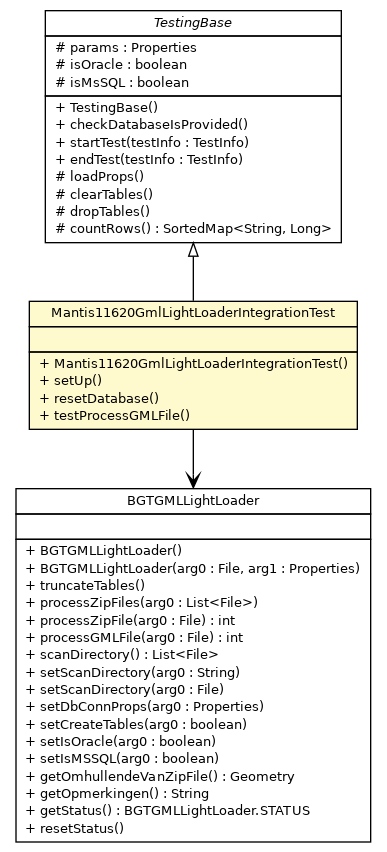 TestingBase
# params : Properties
# isOracle : boolean
# isMsSQL : boolean
+ TestingBase()
+ checkDatabaseIsProvided()
+ startTest(testInfo : TestInfo)
+ endTest(testInfo : TestInfo)
# loadProps()
# clearTables()
# dropTables()
# countRows() : SortedMap<String, Long>
Mantis11620GmlLightLoaderIntegrationTest
+ Mantis11620GmlLightLoaderIntegrationTest()
+ setUp()
+ resetDatabase()
+ testProcessGMLFile()
BGTGMLLightLoader
+ BGTGMLLightLoader()
+ BGTGMLLightLoader(arg0 : File, arg1 : Properties)
+ truncateTables()
+ processZipFiles(arg0 : List<File>)
+ processZipFile(arg0 : File) : int
+ processGMLFile(arg0 : File) : int
+ scanDirectory() : List<File>
+ setScanDirectory(arg0 : String)
+ setScanDirectory(arg0 : File)
+ setDbConnProps(arg0 : Properties)
+ setCreateTables(arg0 : boolean)
+ setIsOracle(arg0 : boolean)
+ setIsMSSQL(arg0 : boolean)
+ getOmhullendeVanZipFile() : Geometry
+ getOpmerkingen() : String
+ getStatus() : BGTGMLLightLoader.STATUS
+ resetStatus()